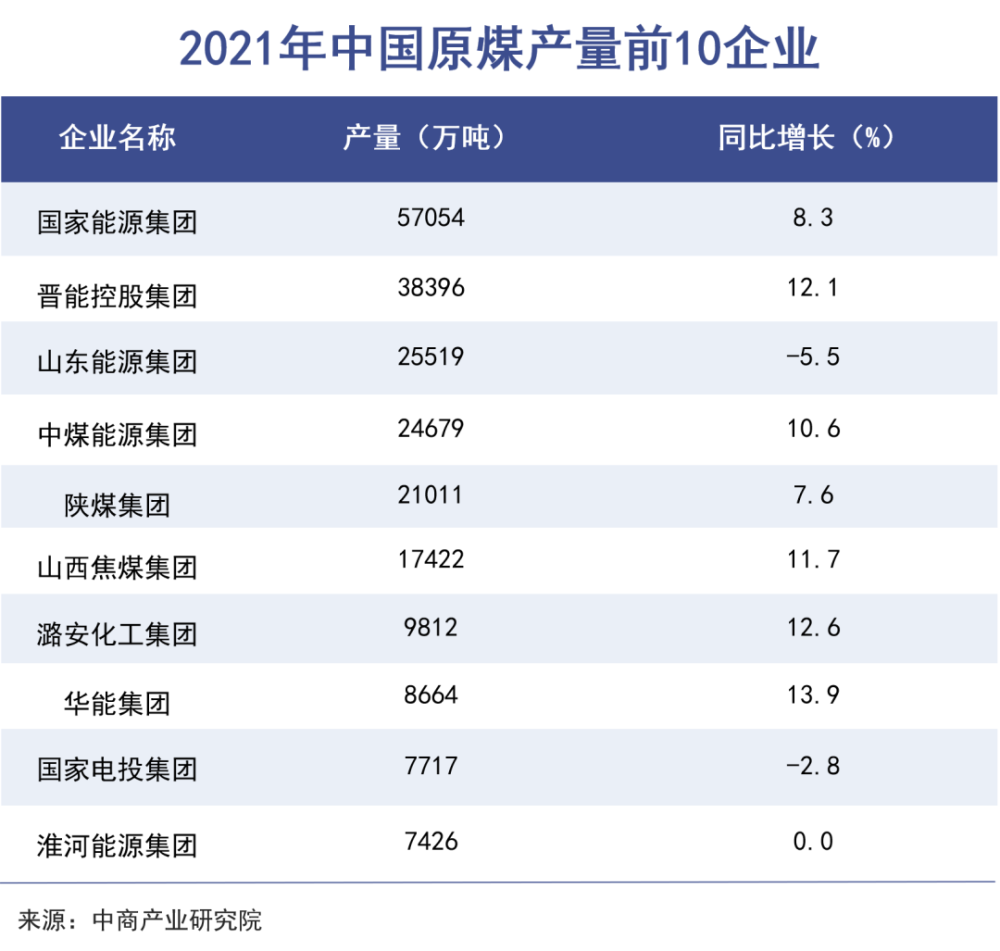 2021年中国原煤产量前10企业
企业名称 产量（万吨） 同比增长（%）
国家能源集团 57054 8.3
晋能控股集团 38396 12.1
山东能源集团 25519 -5.5
中煤能源集团 24679 10.6
陕煤集团 21011 7.6
山西焦煤集团 17422 11.7
潞安化工集团 9812 12.6
华能集团 8664 13.9
国家电投集团 7717 -2.8
淮河能源集团 7426 0.0
来源：中商产业研究院